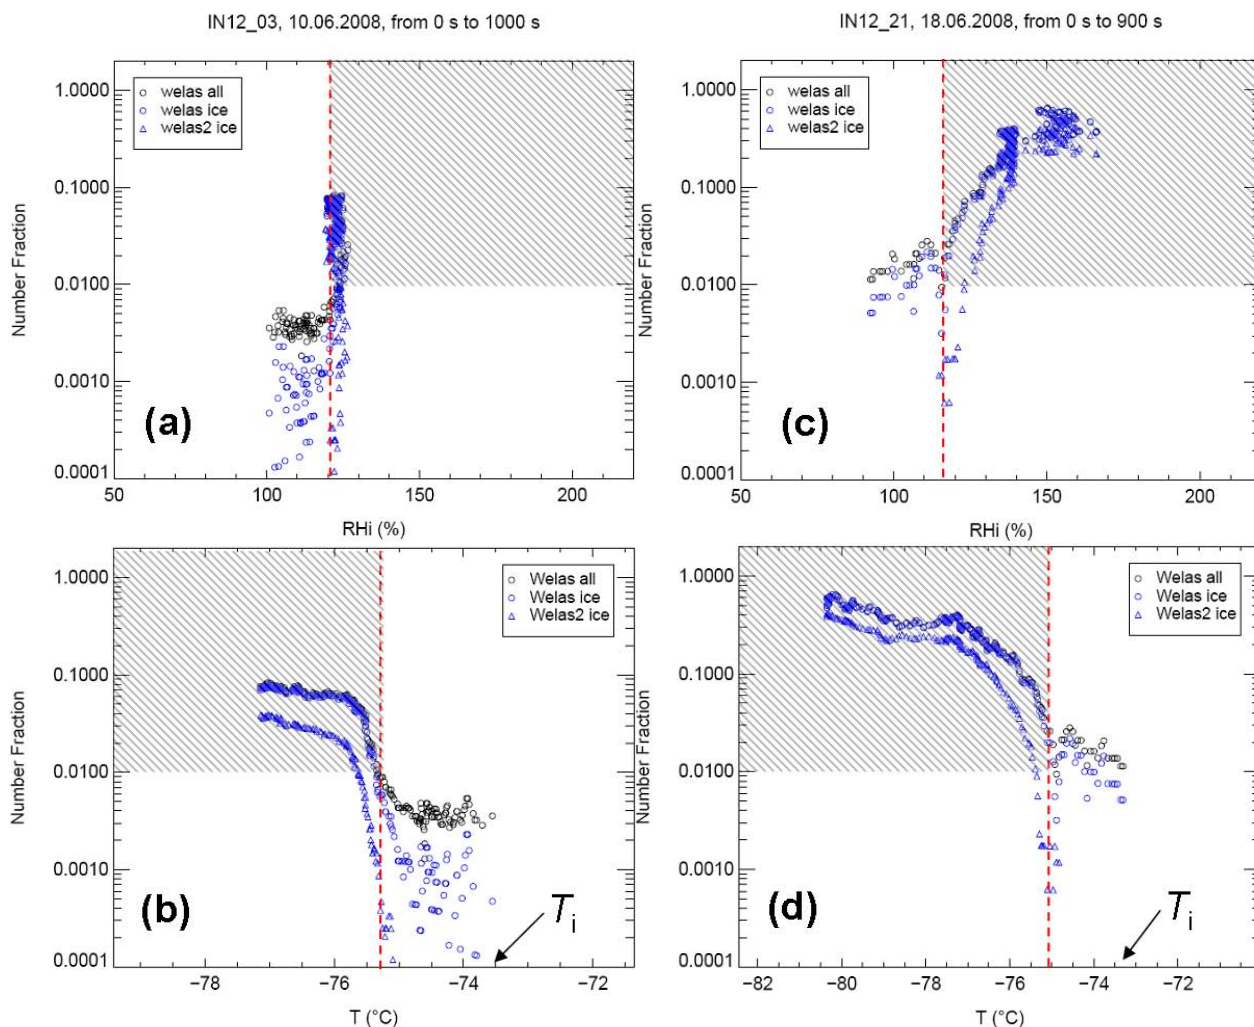 IN12_03, 10.06.2008, from 0 s to 1000 s
IN12_21, 18.06.2008, from 0 s to 900 s
Number Fraction
1.0000
0.1000
0.0100
0.0010
0.0001
welas all
welas ice
welas2 ice
(a)
50
100
150
200
RHi (%)
Number Fraction
1.0000
0.1000
0.0100
0.0010
0.0001
welas all
welas ice
welas2 ice
(c)
50
100
150
200
RHi (%)
Number Fraction
1.0000
0.1000
0.0100
0.0010
0.0001
Welas all
Welas ice
Welas2 ice
(b)
Ti
−78
−76
−74
−72
T (°C)
Number Fraction
1.0000
0.1000
0.0100
0.0010
0.0001
Welas all
Welas ice
Welas2 ice
(d)
Ti
−82
−80
−78
−76
−74
−72
T (°C)